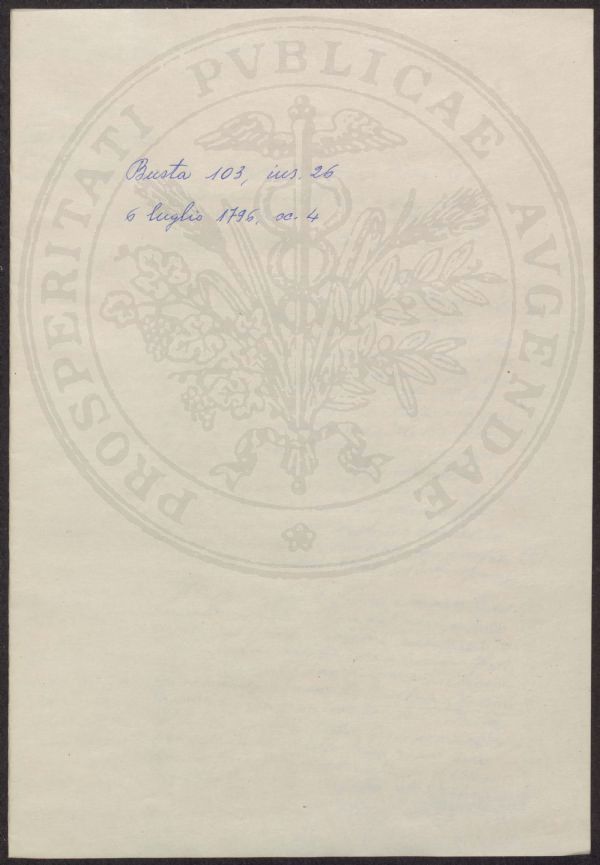 PROSPERITATI PVBLICAE AVGENDAE
Busta 103, ins. 26
6 luglio 1796, cc. 4